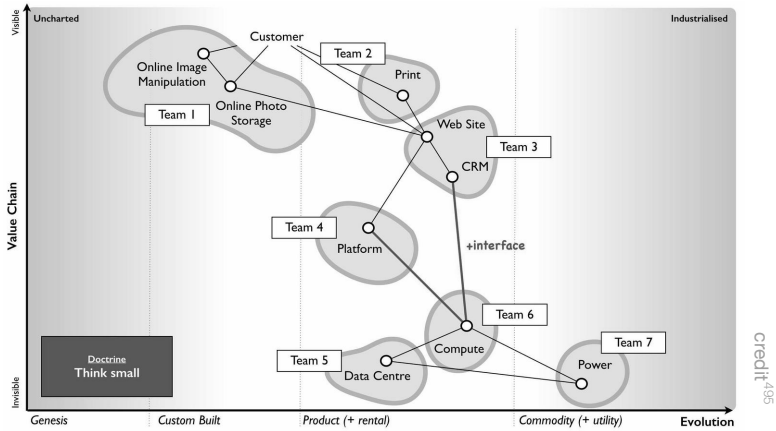 Visible
Uncharted
Industrialised
Customer
Team 2
Online Image
Manipulation
Print
Team 1
Online Photo
Storage
Web Site
Team 3
CRM
Value Chain
Team 4
Platform
+interface
Team 6
Compute
Team 7
Team 5
Data Centre
Power
Doctrine
Think small
Invisible
Genesis
Custom Built
Product (+ rental)
Commodity (+ utility)
Evolution
credit495